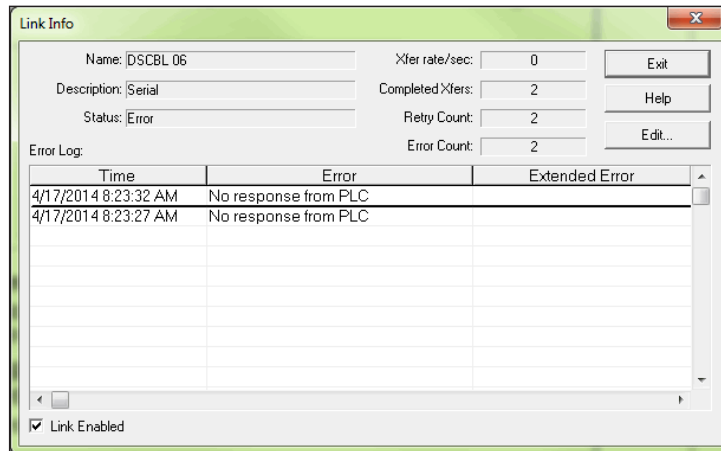 Link Info
Name: DSCBL 06
Xfer rate/sec: 0
Exit
Description: Serial
Completed Xfers: 2
Help
Status: Error
Retry Count: 2
Edit...
Error Log:
Error Count: 2
Time Error Extended Error
4/17/2014 8:23:32 AM No response from PLC
4/17/2014 8:23:27 AM No response from PLC
Link Enabled